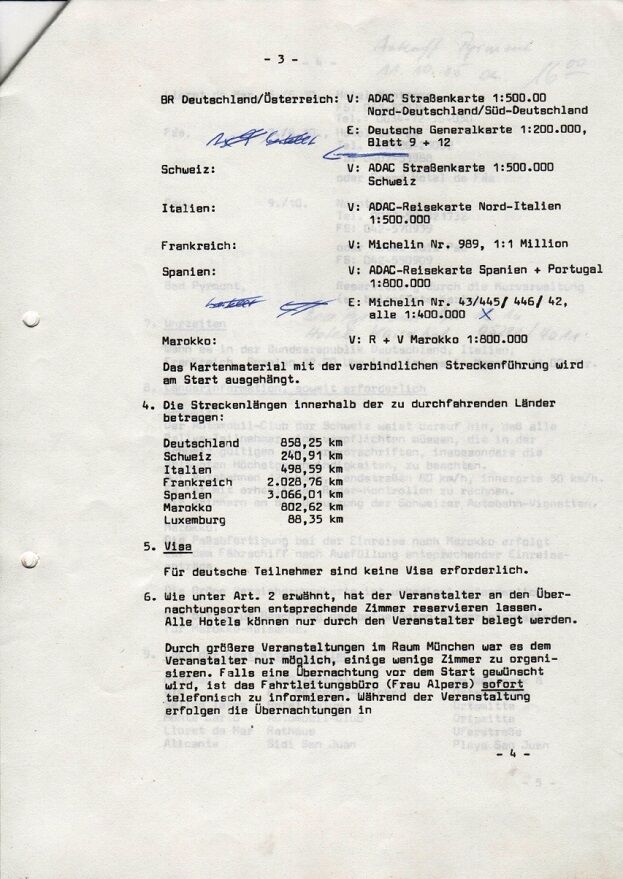 - 3 -
BR Deutschland/Österreich: V: ADAC Straßenkarte 1:500.00
Nord-Deutschland/Süd-Deutschland
E: Deutsche Generalkarte 1:200.000,
Blatt 9 + 12
Schweiz: V: ADAC Straßenkarte 1:500.000
Schweiz
Italien: V: ADAC-Reisekarte Nord-Italien
1:500.000
Frankreich: V: Michelin Nr. 989, 1:1 Million
Spanien: V: ADAC-Reisekarte Spanien + Portugal
1:800.000
E: Michelin Nr. 43/445/ 446/ 42,
alle 1:400.000 X
Marokko: V: R + V Marokko 1:800.000
Das Kartenmaterial mit der verbindlichen Streckenführung wird
am Start ausgehängt.
4. Die Streckenlängen innerhalb der zu durchfahrenden Länder
betragen:
Deutschland 858,25 km
Schweiz 240,91 km
Italien 498,59 km
Frankreich 2.028,76 km
Spanien 3.066,01 km
Marokko 802,62 km
Luxemburg 88,35 km
5. Visa
Für deutsche Teilnehmer sind keine Visa erforderlich.
6. Wie unter Art. 2 erwähnt, hat der Veranstalter an den Über-
nachtungsorten entsprechende Zimmer reservieren lassen.
Alle Hotels können nur durch den Veranstalter belegt werden.
Durch größere Veranstaltungen im Raum München war es dem
Veranstalter nur möglich, einige wenige Zimmer zu organi-
sieren. Falls eine Übernachtung vor dem Start gewünscht
wird, ist das Fahrtleitungsbüro (Frau Alpers) sofort
telefonisch zu informieren. Während der Veranstaltung
erfolgen die Übernachtungen in
- 4 -